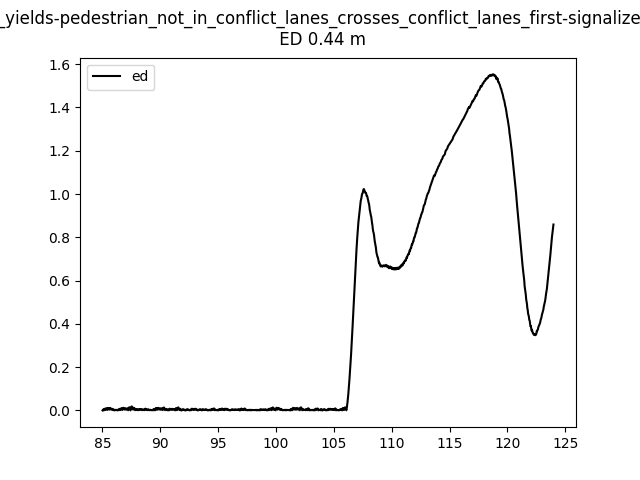 _yields-pedestrian_not_in_conflict_lanes_crosses_conflict_lanes_first-signalize
ED 0.44 m
ed
1.6
1.4
1.2
1.0
0.8
0.6
0.4
0.2
0.0
85 90 95 100 105 110 115 120 125